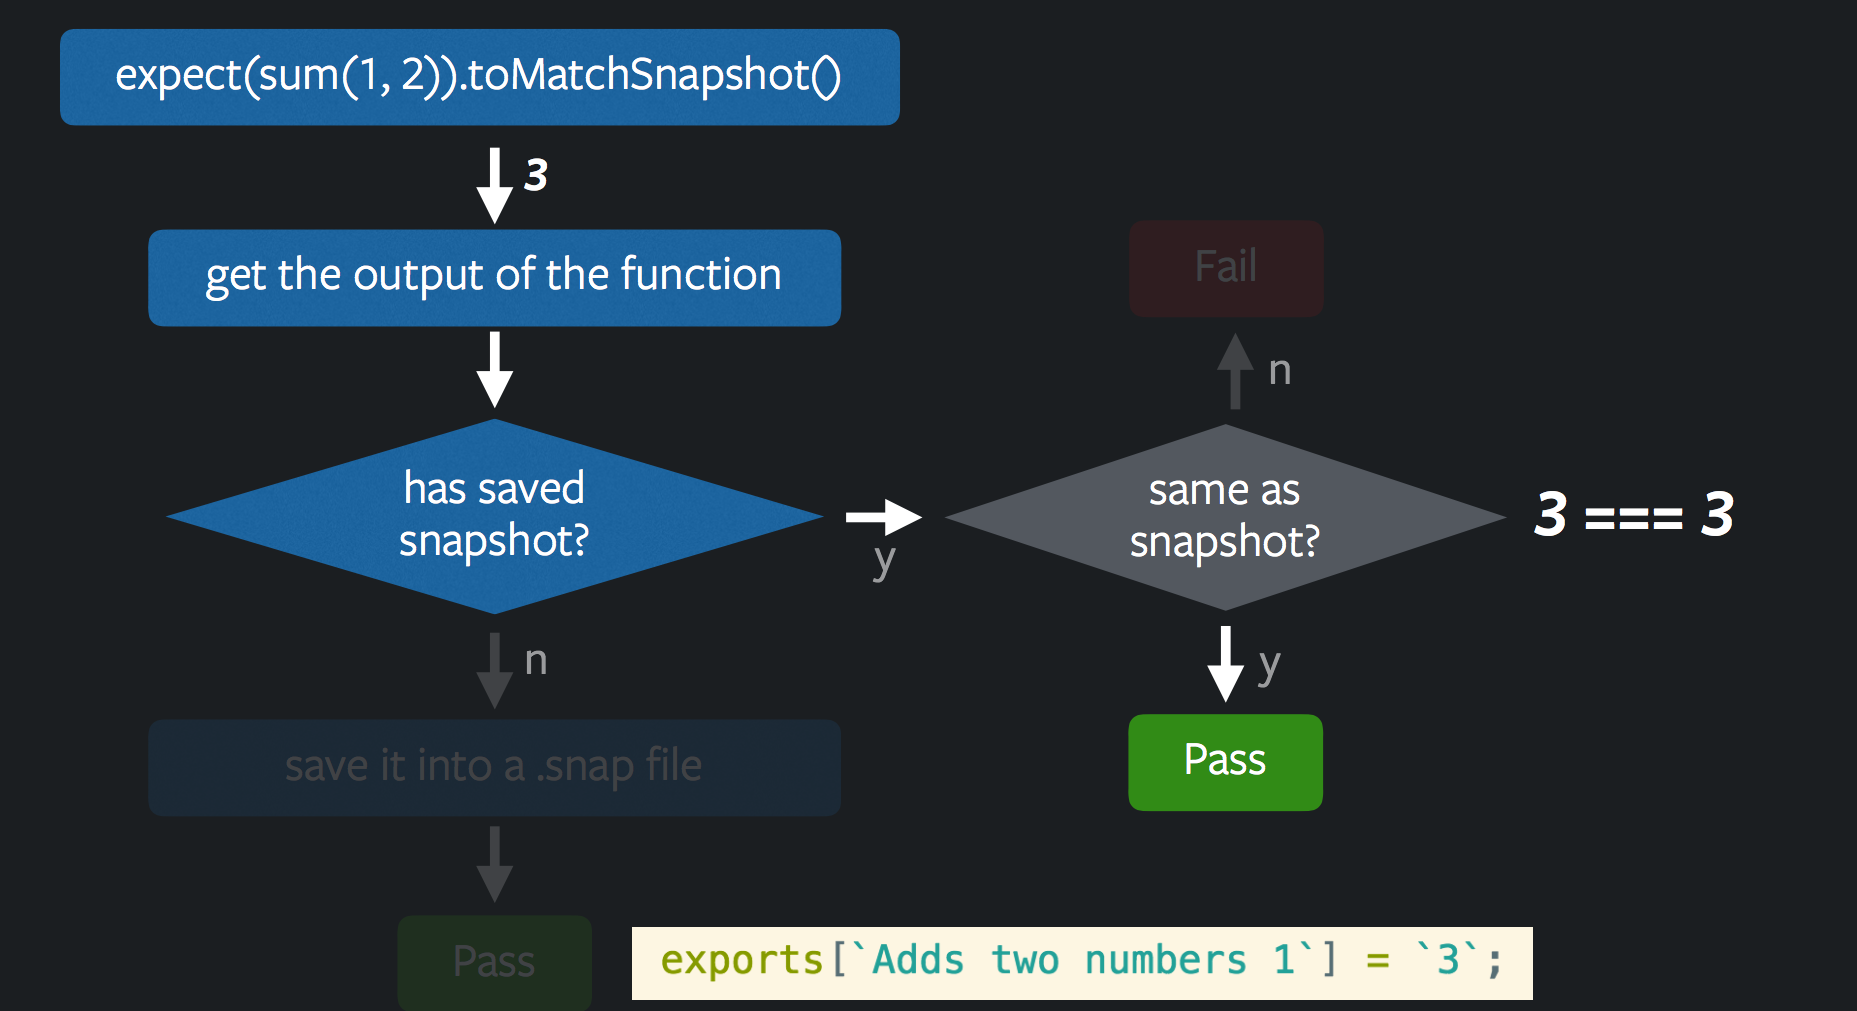 expect(sum(1, 2)).toMatchSnapshot()
3
get the output of the function
has saved
snapshot?
y
n
save it into a .snap file
Pass
Fail
n
same as
snapshot?
3 === 3
y
Pass
exports[`Adds two numbers 1`] = `3`;